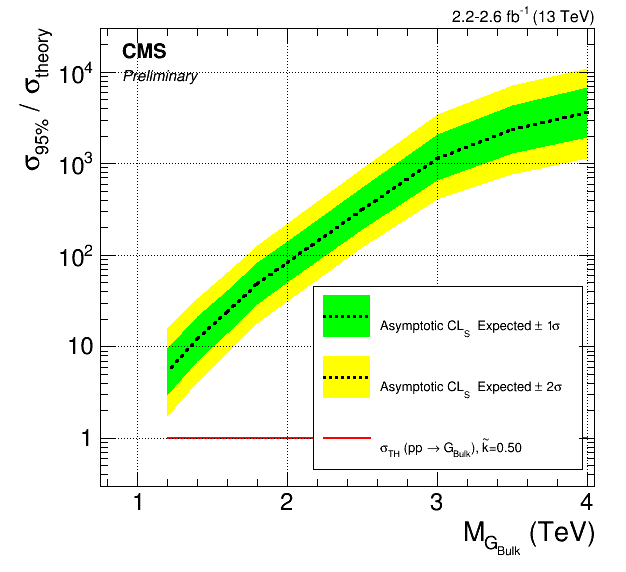 2.2-2.6 fb⁻¹ (13 TeV)
CMS
Preliminary
σ95% / σtheory
10⁴
10³
10²
10
1
Asymptotic CLS Expected ± 1σ
Asymptotic CLS Expected ± 2σ
σTH (pp → GBulk), k̃=0.50
1 2 3 4
MGBulk (TeV)